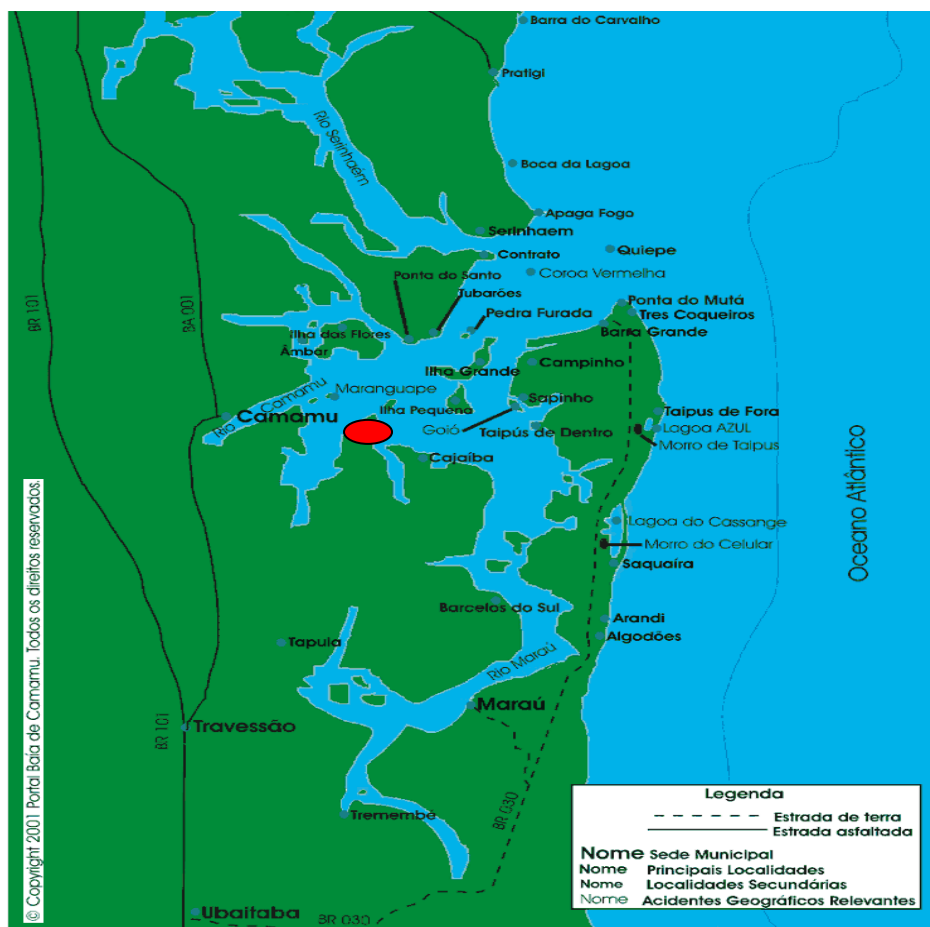 Barra do Carvalho
Pratigi
Rio Serinhaem
Boca da Lagoa
Apaga Fogo
Serinhaem
Quiepe
Contrato
Coroa Vermelha
Ponta do Santo
Tubarões
BR 101
BA 001
Ponta do Mutá
Tres Coqueiros
Pedra Furada
Barra Grande
Ilha das Flores
Âmbar
Ilha Grande
Campinho
Maranguape
Rio Camamu
Camamu
Ilha Pequena
Sapinho
Goió
Taipús de Dentro
Taipus de Fora
Lagoa AZUL
Morro de Taipus
Cajaíba
Lagoa do Cassange
Morro do Celular
Saquaíra
Oceano Atlântico
Barcelos do Sul
Arandi
Algodões
Tapuia
Rio Maraú
Maraú
Travessão
BR 101
BR 030
Tremembé
Ubaitaba
BR 030
© Copyright 2001 Portal Baía de Camamu. Todos os direitos reservados.
Legenda
Estrada de terra
Estrada asfaltada
Nome Sede Municipal
Nome Principais Localidades
Nome Localidades Secundárias
Nome Acidentes Geográficos Relevantes